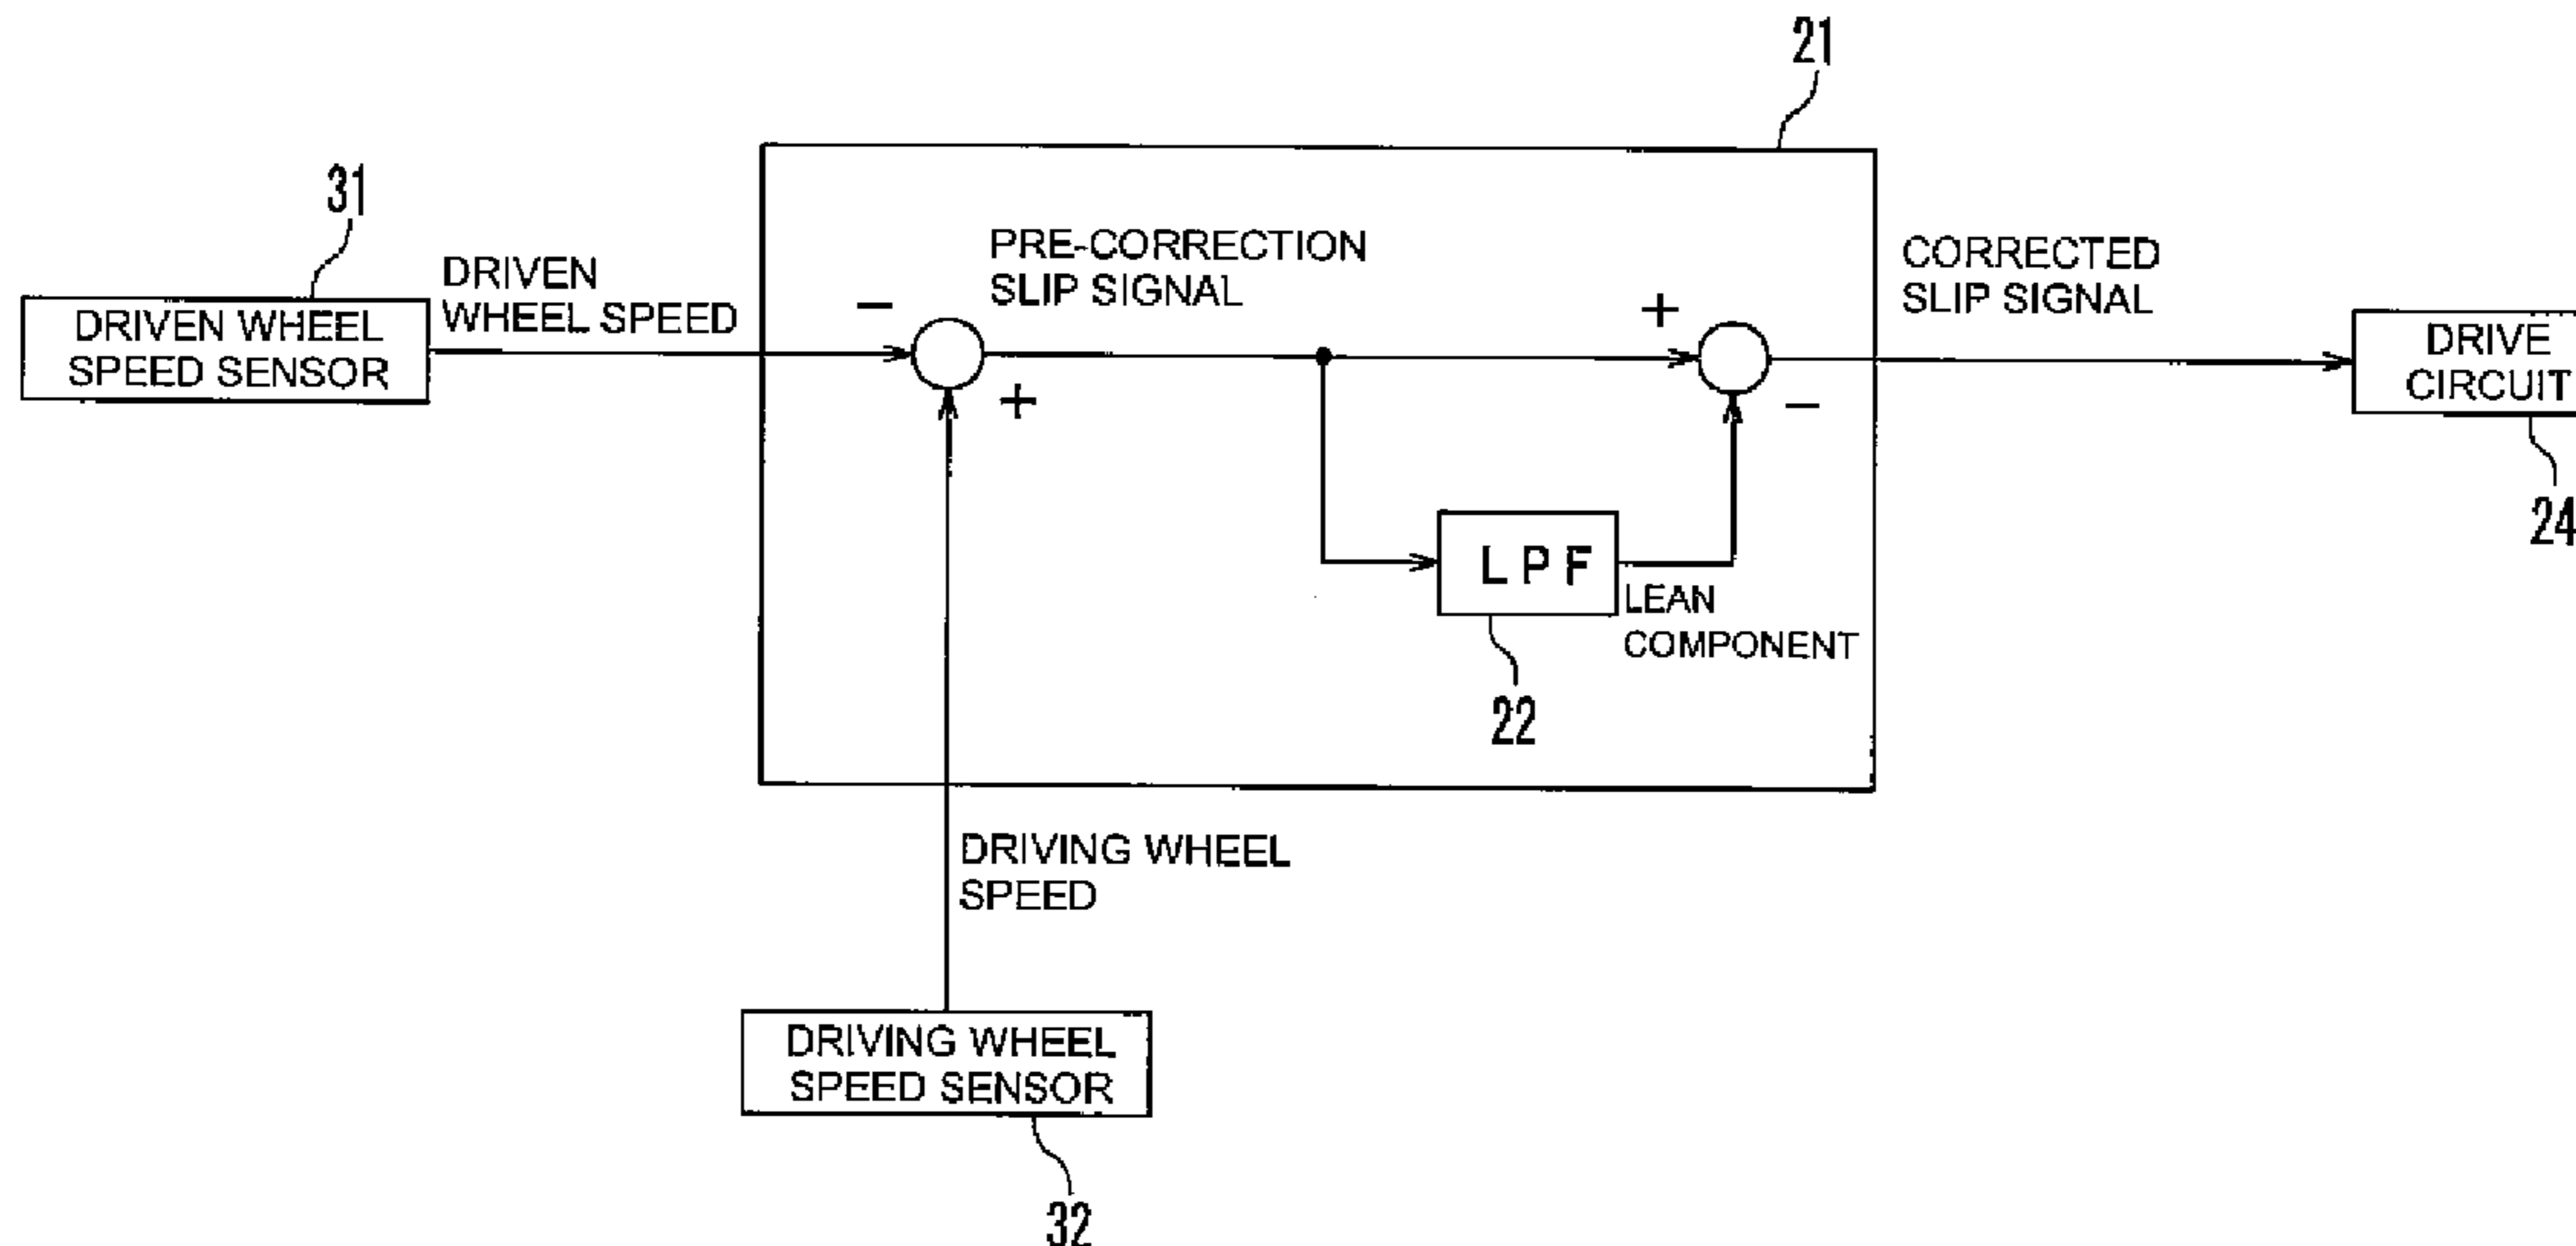 21
31
DRIVEN
WHEEL SPEED
PRE-CORRECTION
SLIP SIGNAL
CORRECTED
SLIP SIGNAL
DRIVEN WHEEL
SPEED SENSOR
−
+
+
−
DRIVE
CIRCUIT
24
LPF
LEAN
COMPONENT
22
DRIVING WHEEL
SPEED
DRIVING WHEEL
SPEED SENSOR
32